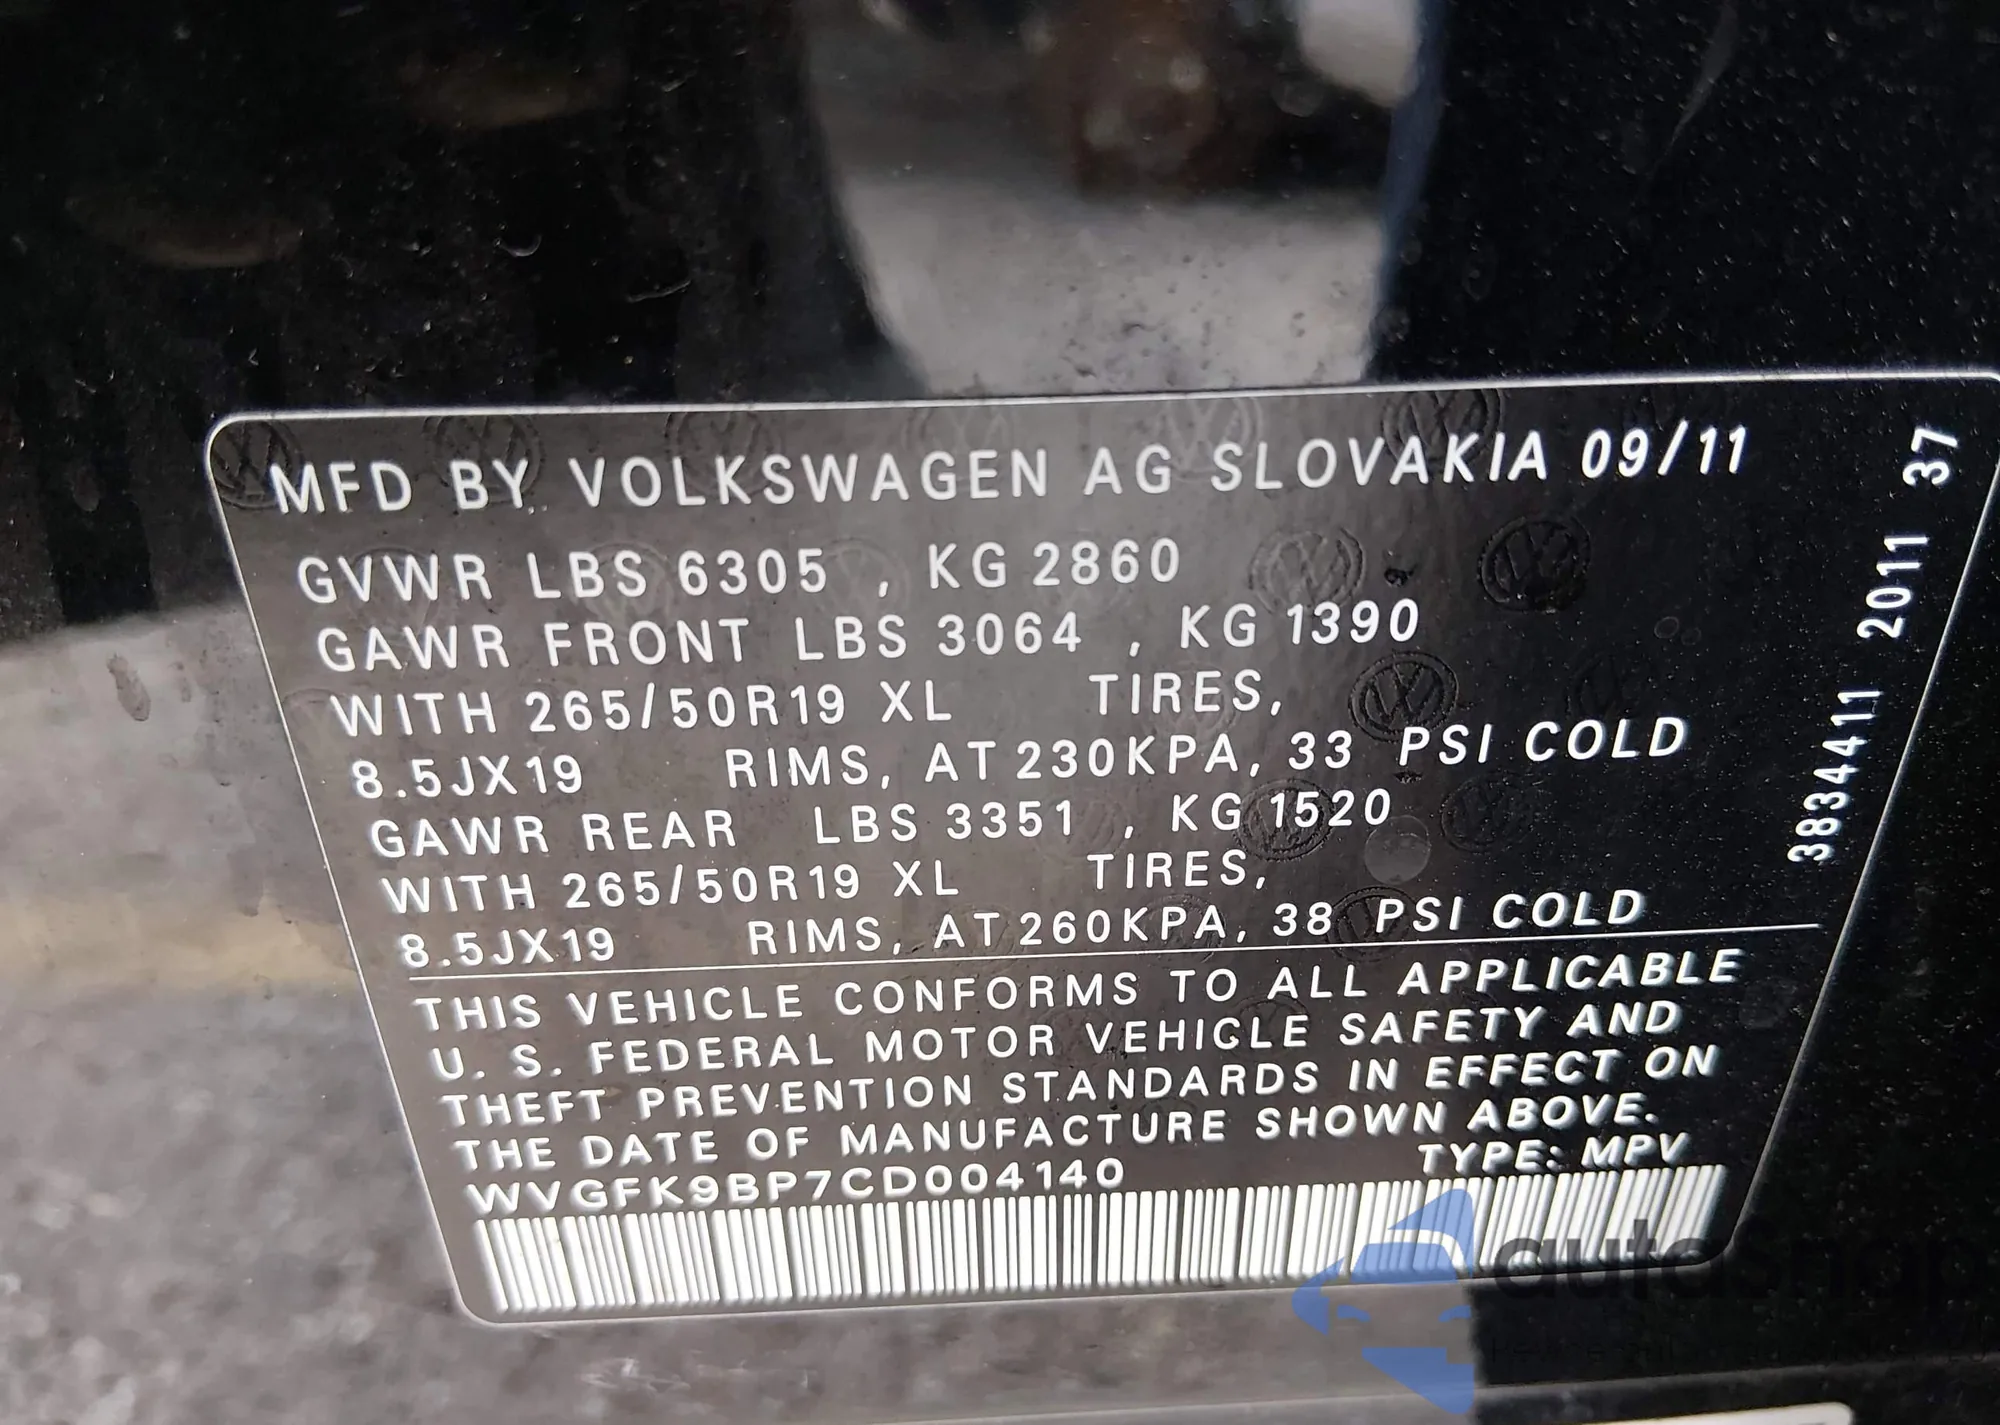 MFD BY VOLKSWAGEN AG SLOVAKIA 09/11
GVWR LBS 6305 , KG 2860
GAWR FRONT LBS 3064 , KG 1390
WITH 265/50R19 XL TIRES,
8.5JX19 RIMS, AT 230KPA, 33 PSI COLD
GAWR REAR LBS 3351 , KG 1520
WITH 265/50R19 XL TIRES,
8.5JX19 RIMS, AT 260KPA, 38 PSI COLD
THIS VEHICLE CONFORMS TO ALL APPLICABLE
U. S. FEDERAL MOTOR VEHICLE SAFETY AND
THEFT PREVENTION STANDARDS IN EFFECT ON
THE DATE OF MANUFACTURE SHOWN ABOVE.
TYPE: MPV
WVGFK9BP7CD004140
3834411 2011 37
autashop